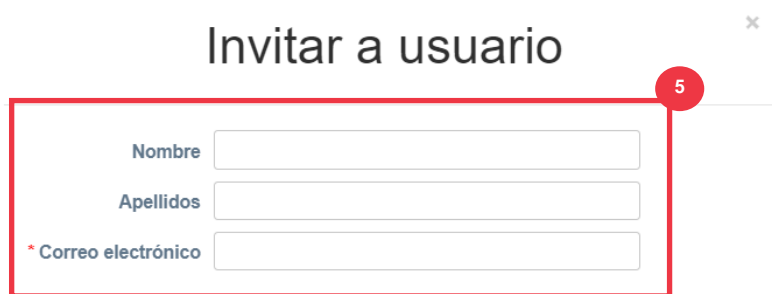 Invitar a usuario
×
5
Nombre
Apellidos
* Correo electrónico